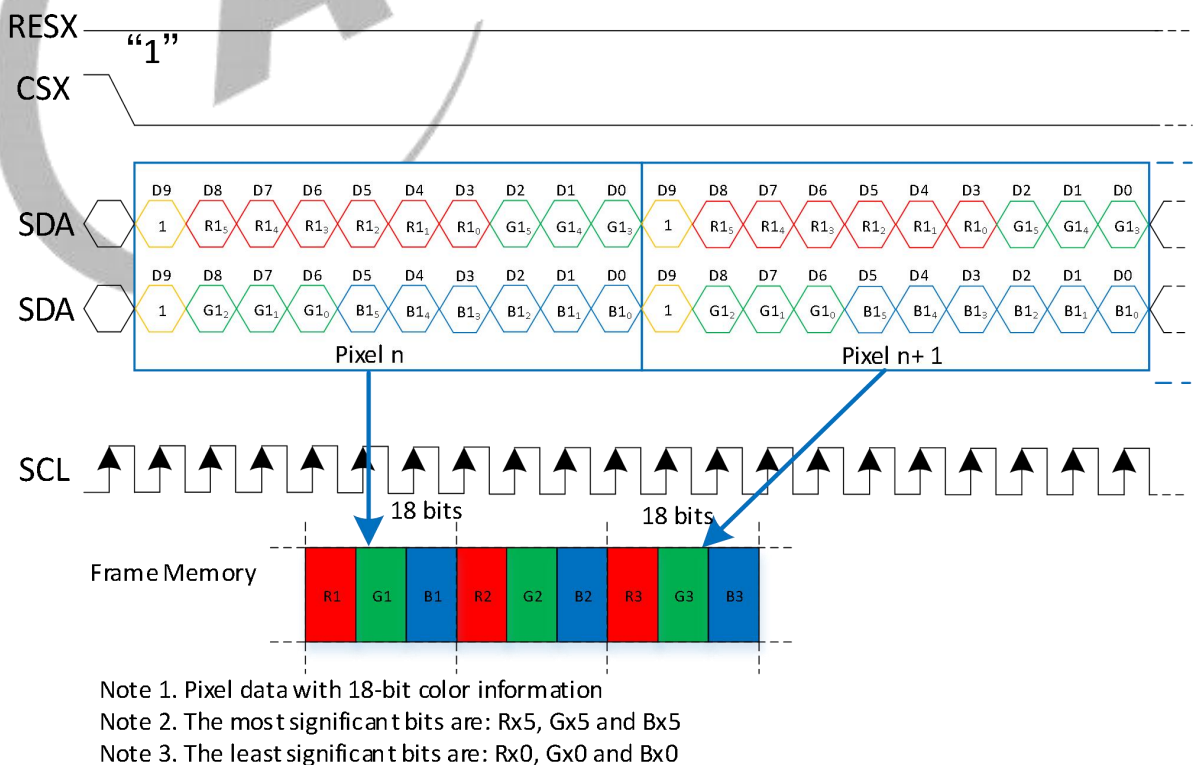 RESX
“1”
CSX
D9 D8 D7 D6 D5 D4 D3 D2 D1 D0 D9 D8 D7 D6 D5 D4 D3 D2 D1 D0
SDA 1 R1₅ R1₄ R1₃ R1₂ R1₁ R1₀ G1₅ G1₄ G1₃ 1 R1₅ R1₄ R1₃ R1₂ R1₁ R1₀ G1₅ G1₄ G1₃
D9 D8 D7 D6 D5 D4 D3 D2 D1 D0 D9 D8 D7 D6 D5 D4 D3 D2 D1 D0
SDA 1 G1₂ G1₁ G1₀ B1₅ B1₄ B1₃ B1₂ B1₁ B1₀ 1 G1₂ G1₁ G1₀ B1₅ B1₄ B1₃ B1₂ B1₁ B1₀
Pixel n Pixel n+ 1
SCL
18 bits 18 bits
Frame Memory
R1 G1 B1 R2 G2 B2 R3 G3 B3
Note 1. Pixel data with 18-bit color information
Note 2. The most significant bits are: Rx5, Gx5 and Bx5
Note 3. The least significant bits are: Rx0, Gx0 and Bx0